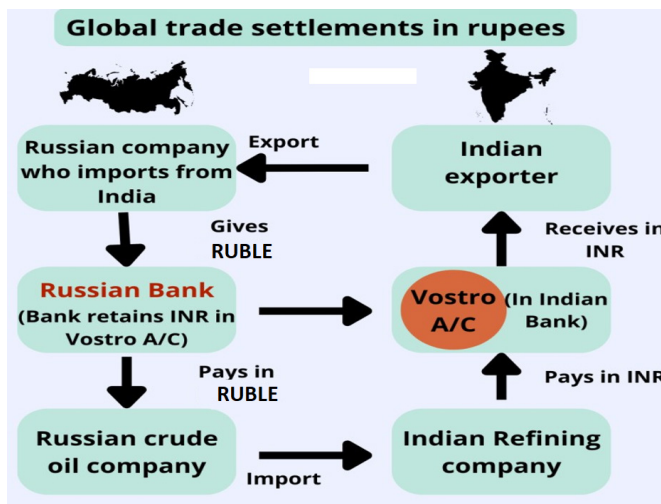 Global trade settlements in rupees
Russian company
who imports from
India
Export
Indian
exporter
Gives
RUBLE
Receives in
INR
Russian Bank
(Bank retains INR in
Vostro A/C)
Vostro
A/C
(In Indian
Bank)
Pays in
RUBLE
Pays in INR
Russian crude
oil company
Import
Indian Refining
company